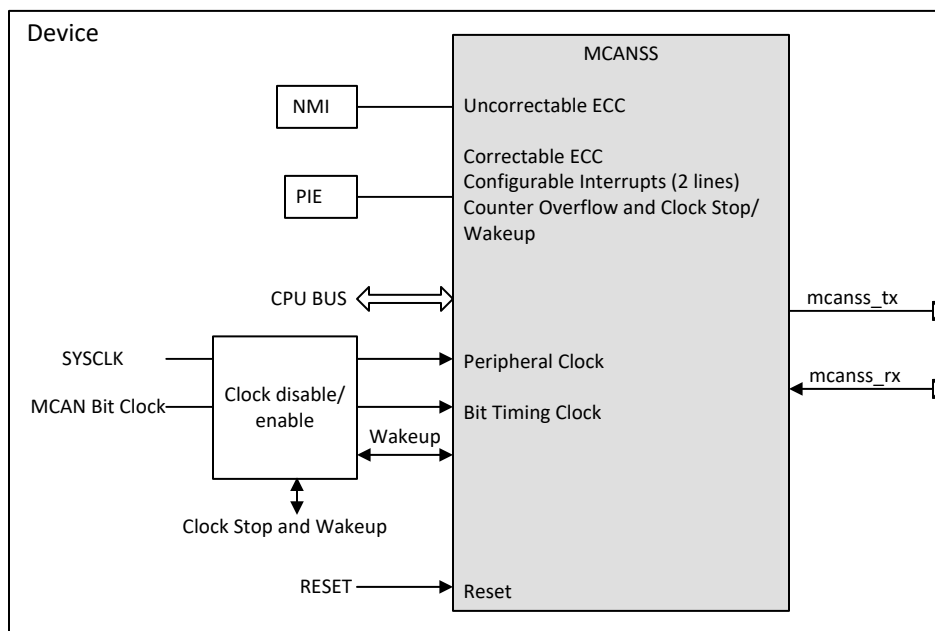 Device
MCANSS
NMI
Uncorrectable ECC
Correctable ECC
PIE
Configurable Interrupts (2 lines)
Counter Overflow and Clock Stop/
Wakeup
CPU BUS
mcanss_tx
SYSCLK
Peripheral Clock
mcanss_rx
Clock disable/
enable
MCAN Bit Clock
Bit Timing Clock
Wakeup
Clock Stop and Wakeup
RESET
Reset